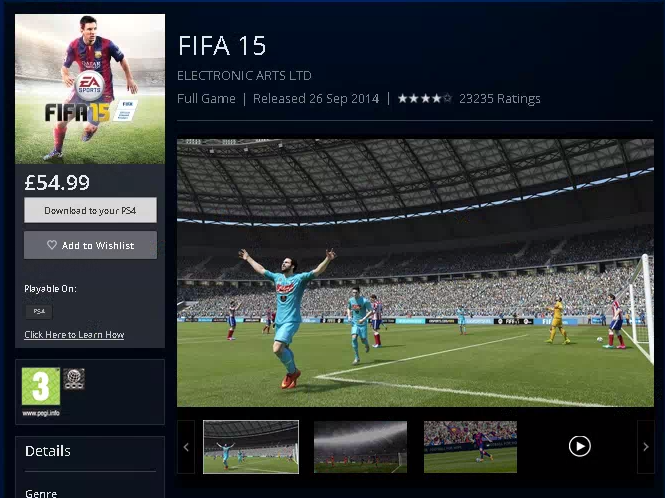 FIFA 15
ELECTRONIC ARTS LTD
Full Game | Released 26 Sep 2014 | 23235 Ratings
EA
SPORTS
FIFA15
£54.99
Download to your PS4
Add to Wishlist
Playable On:
PS4
Click Here to Learn How
3
www.pegi.info
Details
Genre